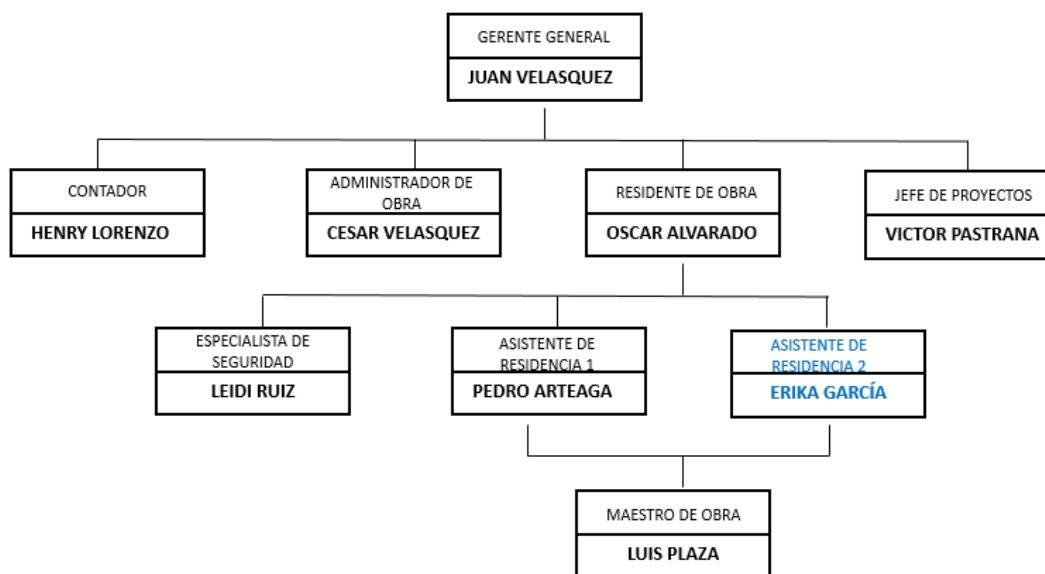 GERENTE GENERAL
JUAN VELASQUEZ
CONTADOR
HENRY LORENZO
ADMINISTRADOR DE
OBRA
CESAR VELASQUEZ
RESIDENTE DE OBRA
OSCAR ALVARADO
JEFE DE PROYECTOS
VICTOR PASTRANA
ESPECIALISTA DE
SEGURIDAD
LEIDI RUIZ
ASISTENTE DE
RESIDENCIA 1
PEDRO ARTEAGA
ASISTENTE DE
RESIDENCIA 2
ERIKA GARCÍA
MAESTRO DE OBRA
LUIS PLAZA